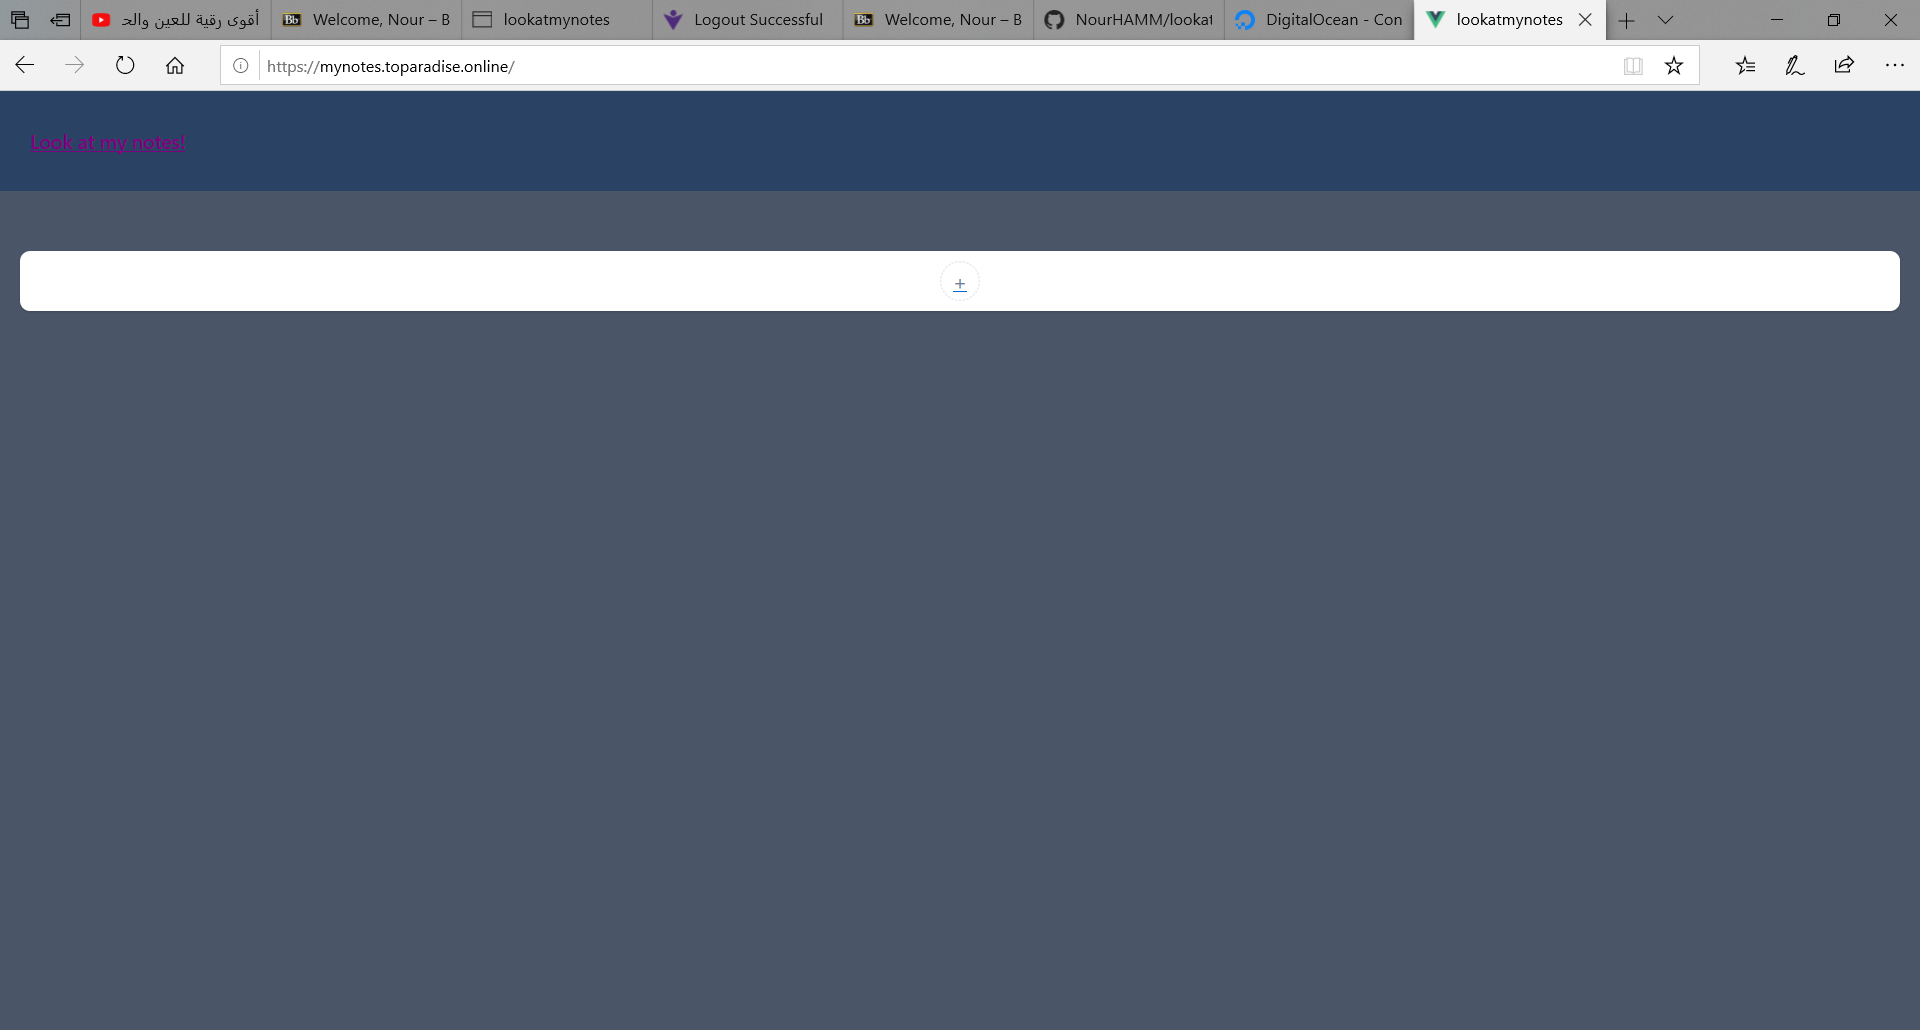 أقوى رقية للعين والحـ
Welcome, Nour – B
lookatmynotes
Logout Successful
Welcome, Nour – B
NourHAMM/lookat
DigitalOcean - Con
lookatmynotes
https://mynotes.toparadise.online/
Look at my notes!
+